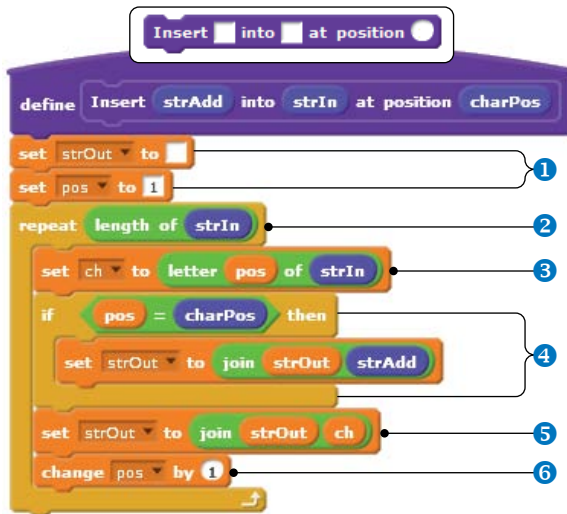 Insert into at position
define Insert strAdd into strIn at position charPos
set strOut to
1
set pos to 1
repeat length of strIn 2
set ch to letter pos of strIn 3
if pos = charPos then
4
set strOut to join strOut strAdd
set strOut to join strOut ch 5
change pos by 1 6